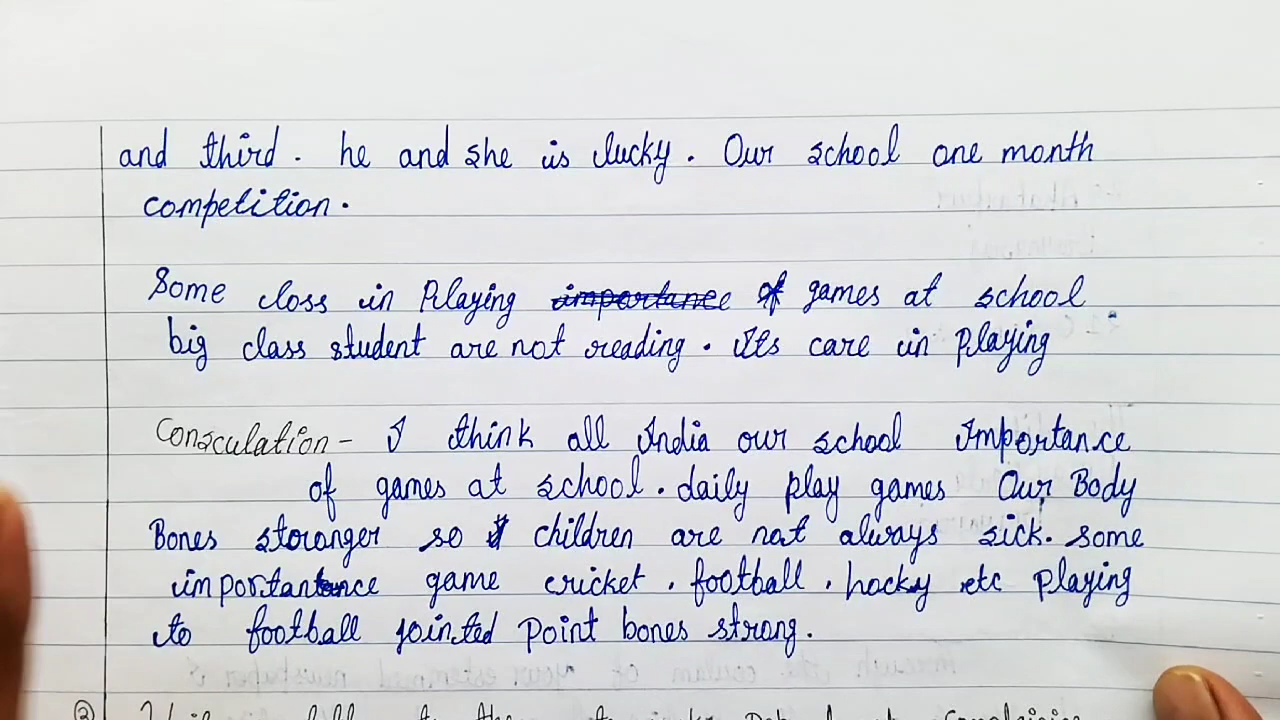 and third. he and she is lucky. Our school one month
competition.
Some closs in Playing importance of games at school
big class student are not reading. Its care in Playing
Consculation - I think all India our school Importance
of games at school. daily play games Our Body
Bones storanger so children are not always sick. some
importantance game cricket, football, hocky etc playing
to football jointed point bones strong.